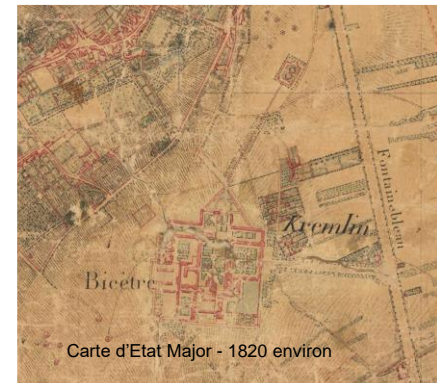 Fontainebleau
Kremlin
Bicêtre
Carte d'Etat Major - 1820 environ